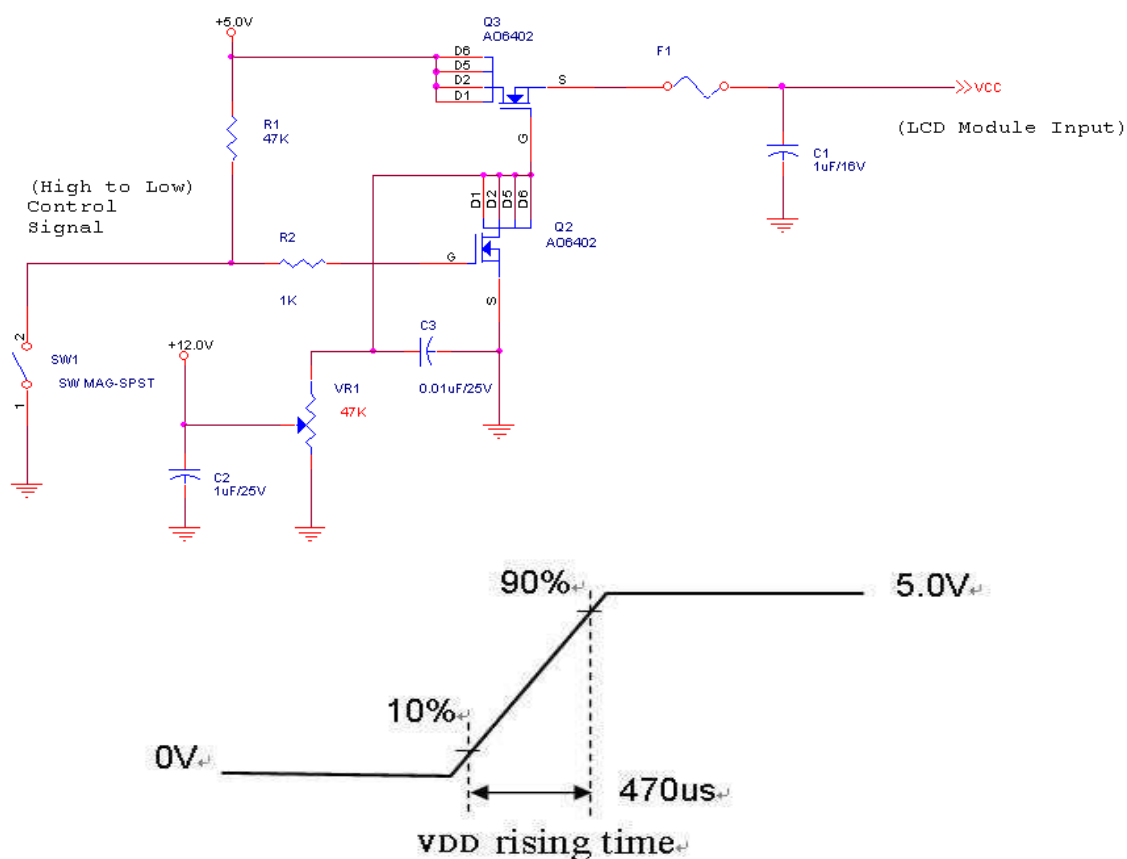 +5.0V
Q3
AO6402
D6
D5
D2
D1
S
G
F1
VCC
(LCD Module Input)
C1
1uF/16V
R1
47K
(High to Low)
Control
Signal
R2
1K
D1
D2
D5
D6
Q2
AO6402
G
S
2
SW1
SW MAG-SPST
1
+12.0V
C3
0.01uF/25V
VR1
47K
C2
1uF/25V
90%
5.0V
10%
0V
470us
VDD rising time